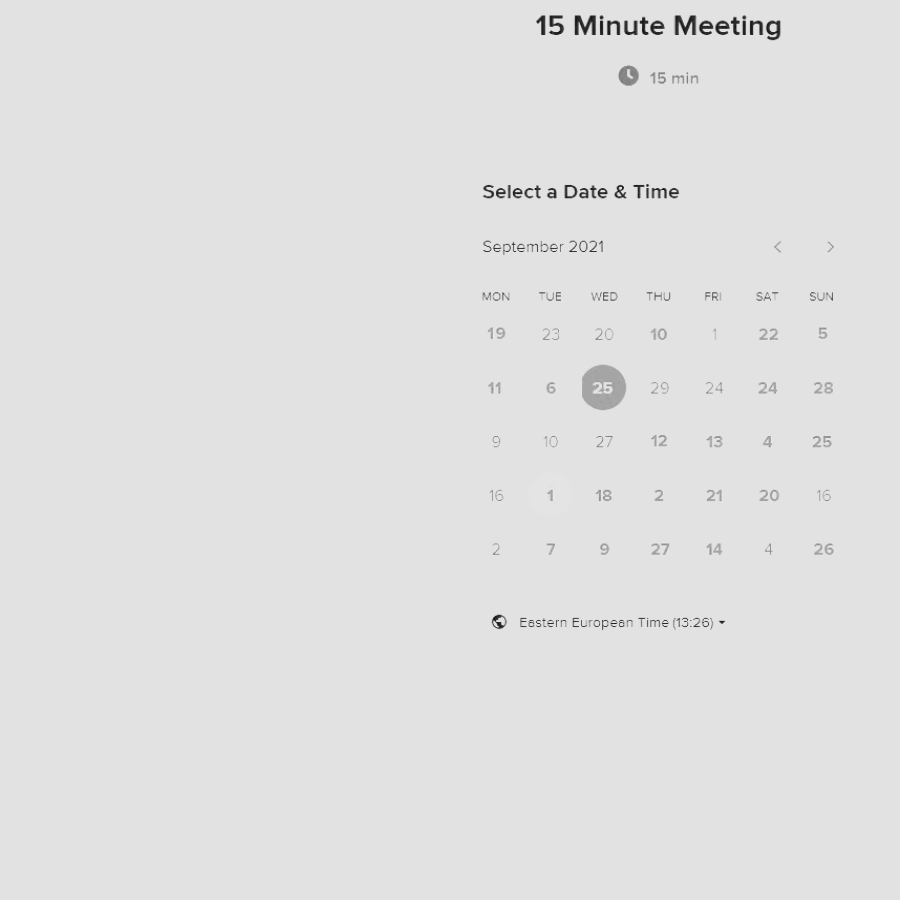 15 Minute Meeting
15 min
Select a Date & Time
September 2021
MON TUE WED THU FRI SAT SUN
19 23 20 10 1 22 5
11 6 25 29 24 24 28
9 10 27 12 13 4 25
16 1 18 2 21 20 16
2 7 9 27 14 4 26
Eastern European Time (13:26)